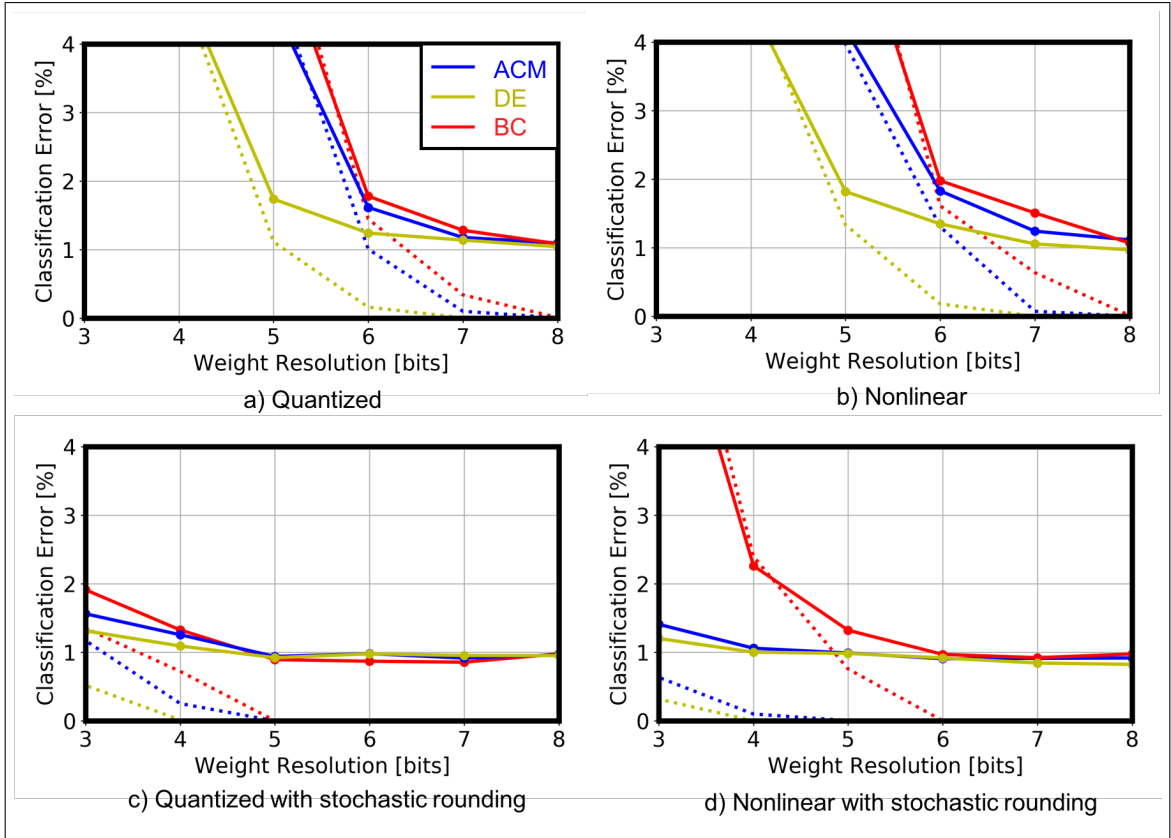 4
3
2
1
0
Classification Error [%]
ACM
DE
BC
3 4 5 6 7 8
Weight Resolution [bits]
a) Quantized
4
3
2
1
0
Classification Error [%]
3 4 5 6 7 8
Weight Resolution [bits]
b) Nonlinear
4
3
2
1
0
Classification Error [%]
3 4 5 6 7 8
Weight Resolution [bits]
c) Quantized with stochastic rounding
4
3
2
1
0
Classification Error [%]
3 4 5 6 7 8
Weight Resolution [bits]
d) Nonlinear with stochastic rounding